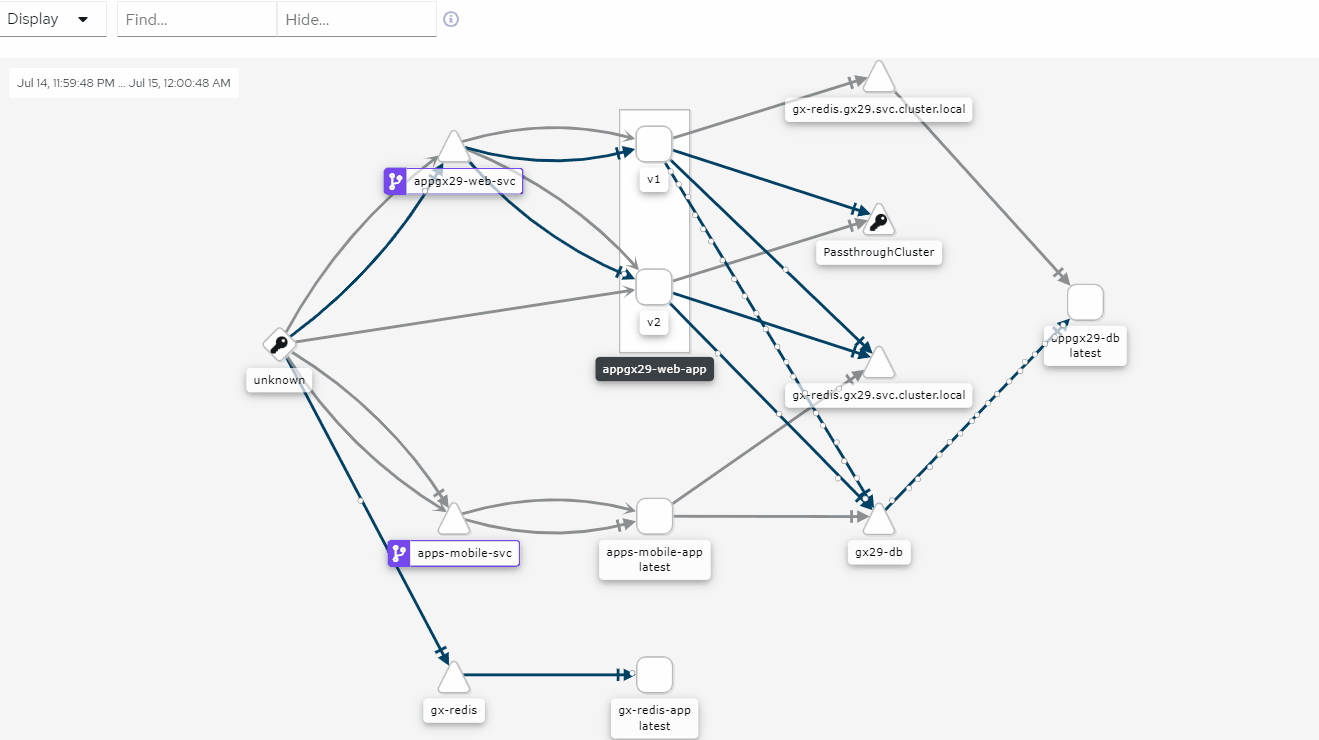 Display
Find...
Hide...
Jul 14, 11:59:48 PM ... Jul 15, 12:00:48 AM
gx-redis.gx29.svc.cluster.local
appgx29-web-svc
v1
PassthroughCluster
v2
appgx29-db
latest
appgx29-web-app
unknown
gx-redis.gx29.svc.cluster.local
apps-mobile-svc
apps-mobile-app
latest
gx29-db
gx-redis
gx-redis-app
latest